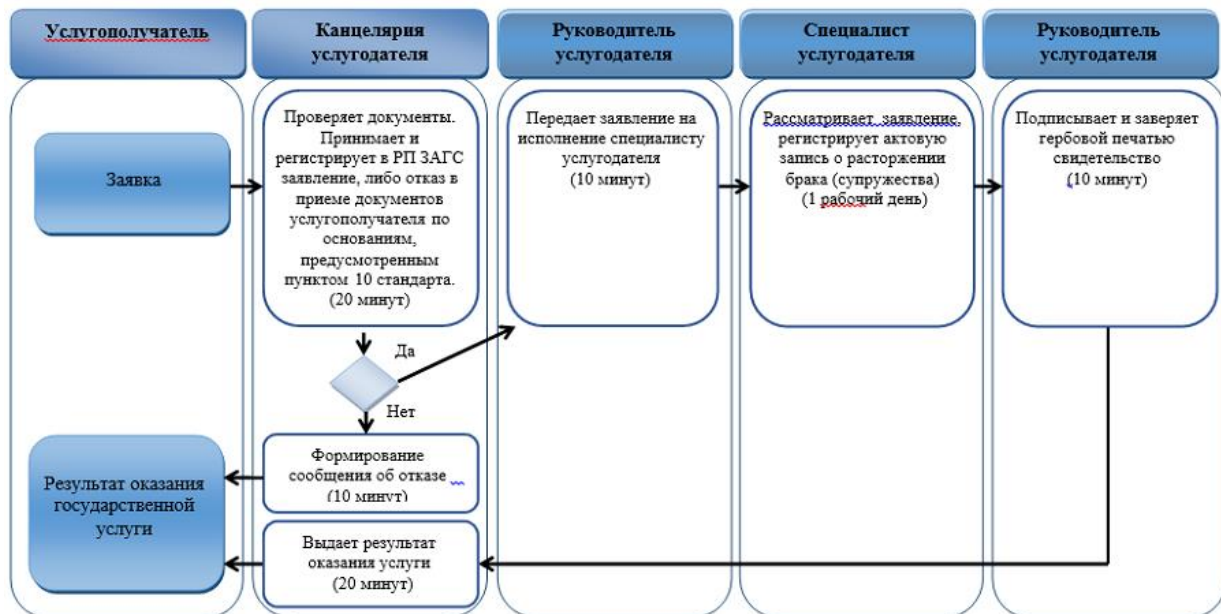 Услугополучатель
Канцелярия
услугодателя
Руководитель
услугодателя
Специалист
услугодателя
Руководитель
услугодателя
Заявка
Проверяет документы.
Принимает и
регистрирует в РП ЗАГС
заявление, либо отказ в
приеме документов
услугополучателя по
основаниям,
предусмотренным
пунктом 10 стандарта.
(20 минут)
Передает заявление на
исполнение специалисту
услугодателя
(10 минут)
Рассматривает заявление,
регистрирует актовую
запись о расторжении
брака (супружества)
(1 рабочий день)
Подписывает и заверяет
гербовой печатью
свидетельство
(10 минут)
Да
Нет
Результат оказания
государственной
услуги
Формирование
сообщения об отказе
(10 минут)
Выдает результат
оказания услуги
(20 минут)